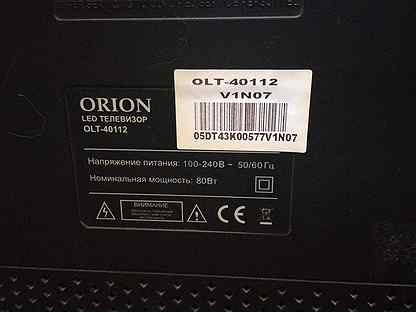 OLT-40112
V1N07
05DT43K00577V1N07
ORION
LED ТЕЛЕВИЗОР
OLT-40112
Напряжение питания: 100-240В ~ 50/60Гц
Номинальная мощность: 80Вт
ВНИМАНИЕ
CE